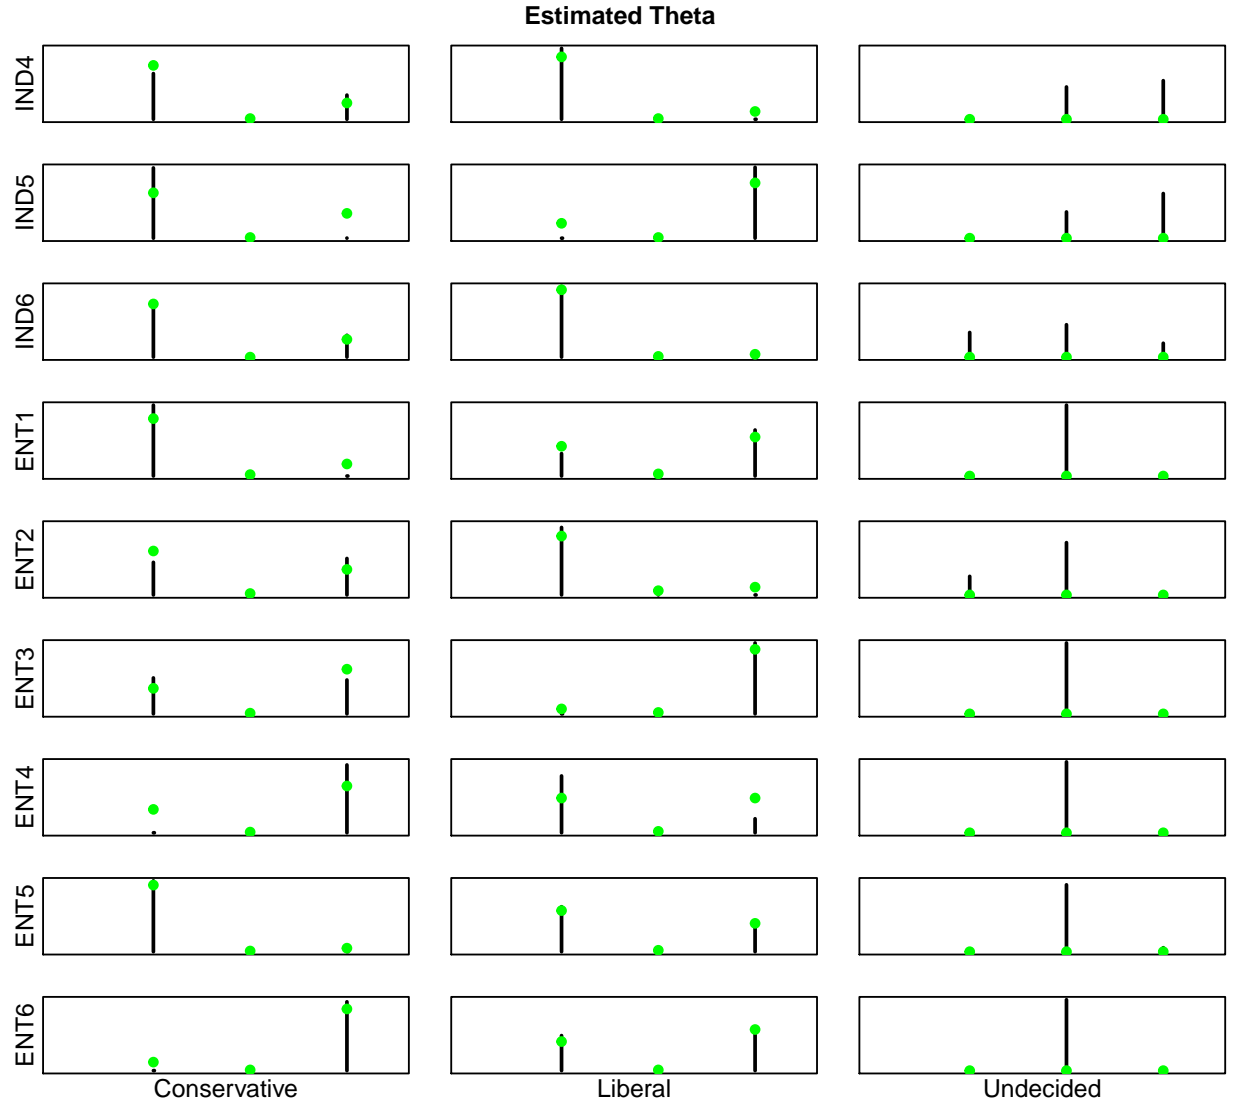 Estimated Theta
IND4
IND5
IND6
ENT1
ENT2
ENT3
ENT4
ENT5
ENT6
Conservative
Liberal
Undecided